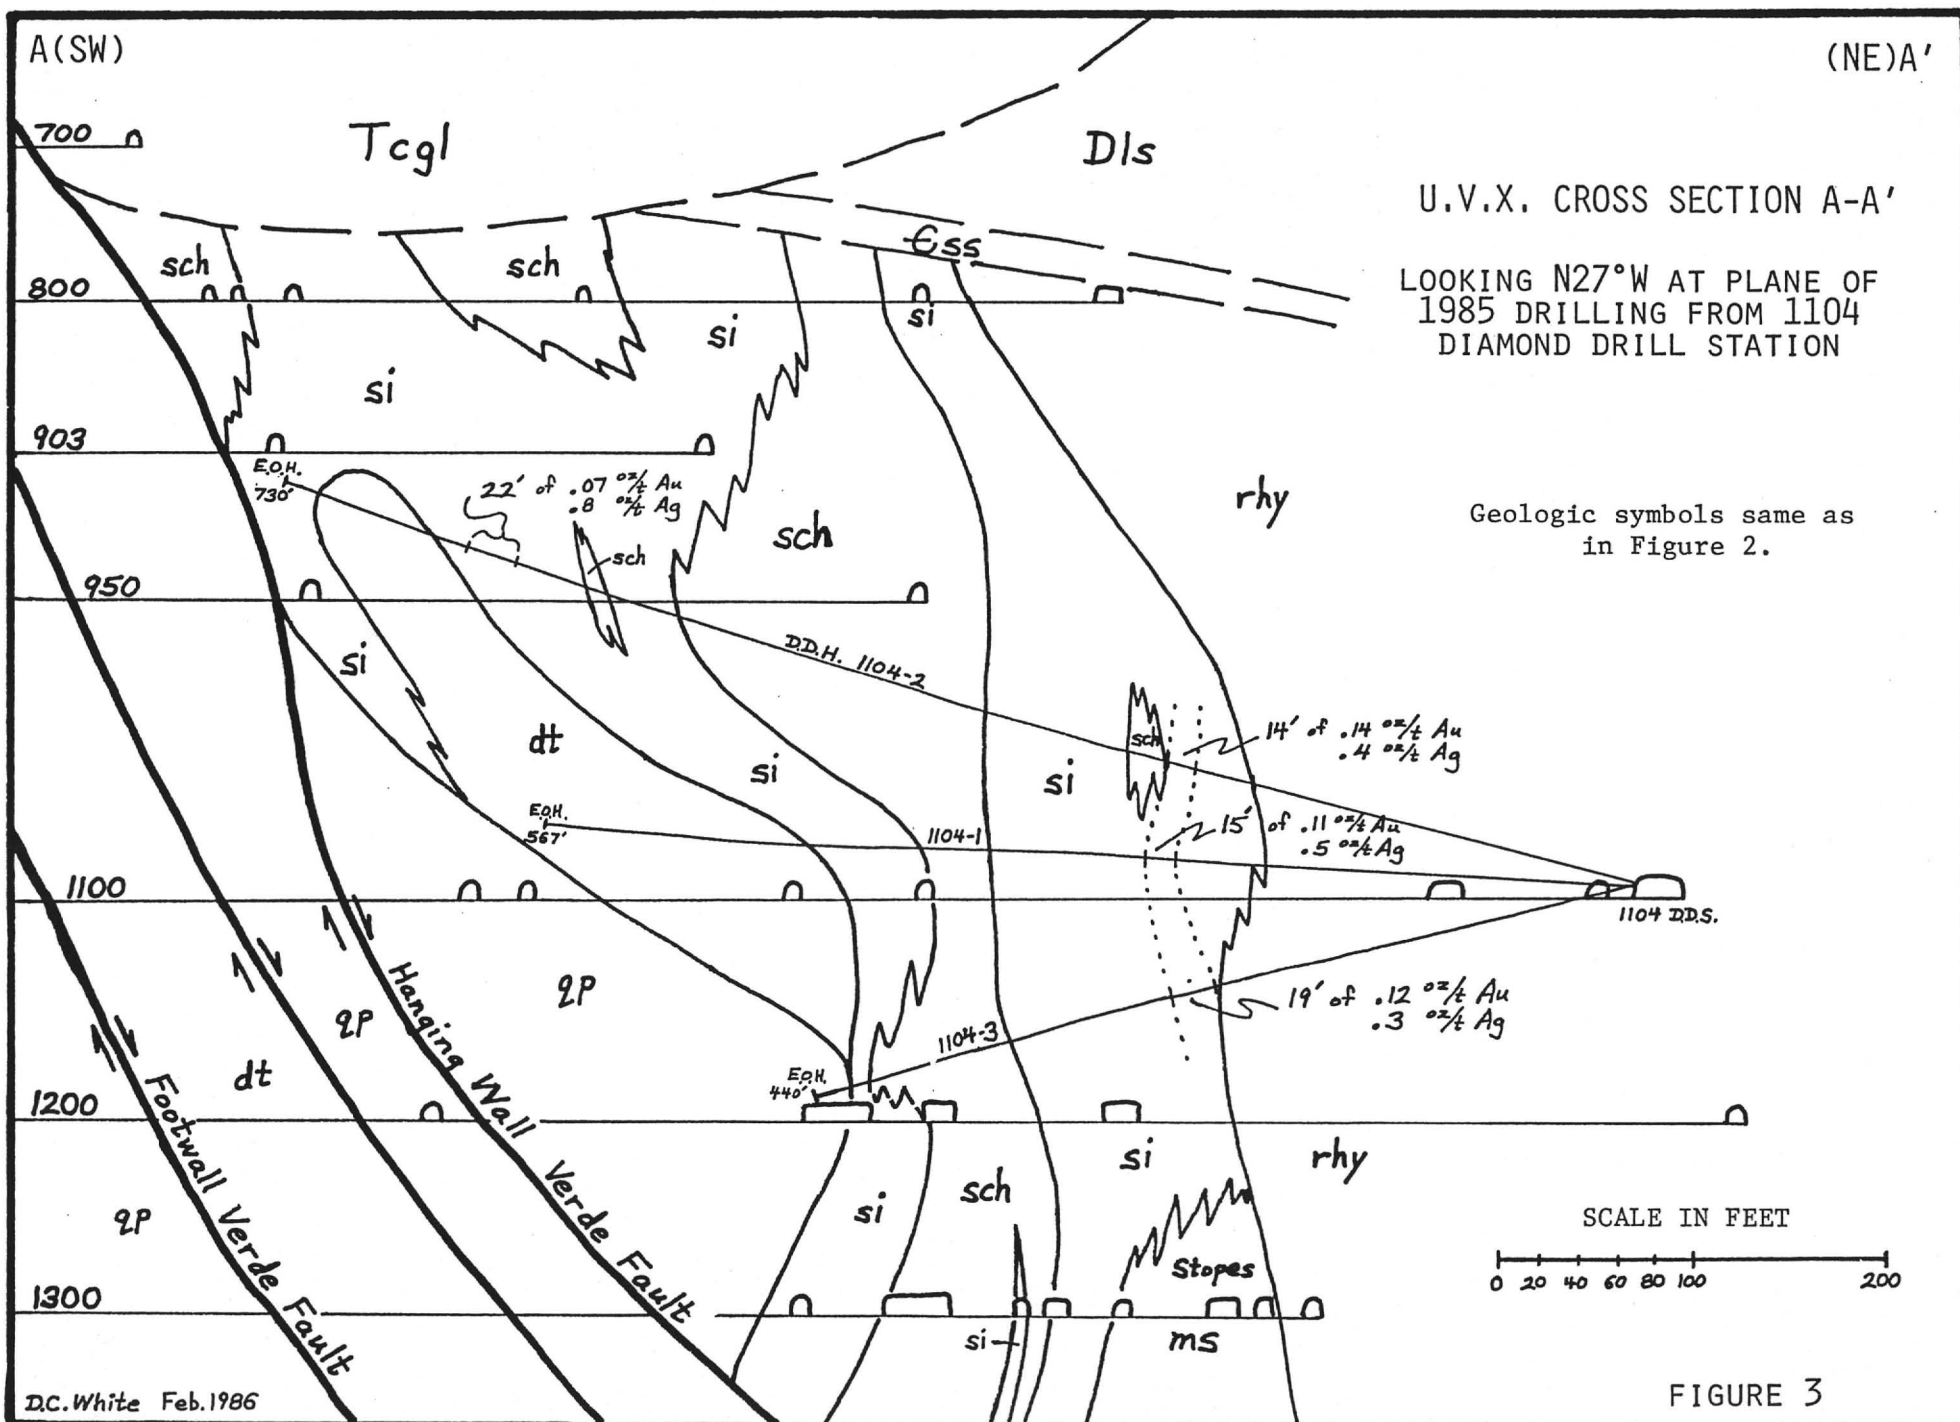 A(SW)
(NE)A'
700
Tcgl
Dls
U.V.X. CROSS SECTION A-A'
LOOKING N27°W AT PLANE OF
1985 DRILLING FROM 1104
DIAMOND DRILL STATION
Geologic symbols same as
in Figure 2.
sch
sch
Єss
800
si
si
si
903
E.O.H.
730'
22' of .07 oz/t Au
.8 oz/t Ag
rhy
sch
sch
950
D.D.H. 1104-2
si
dt
si
si
sch
14' of .14 oz/t Au
.4 oz/t Ag
E.O.H.
567'
1104-1
15' of .11 oz/t Au
.5 oz/t Ag
1100
1104 D.D.S.
qp
qp
Hanging Wall Verde Fault
19' of .12 oz/t Au
.3 oz/t Ag
1104-3
E.O.H.
440'
dt
Footwall Verde Fault
1200
si
rhy
sch
si
qp
SCALE IN FEET
0 20 40 60 80 100 200
Stopes
1300
si
ms
D.C. White Feb. 1986
FIGURE 3